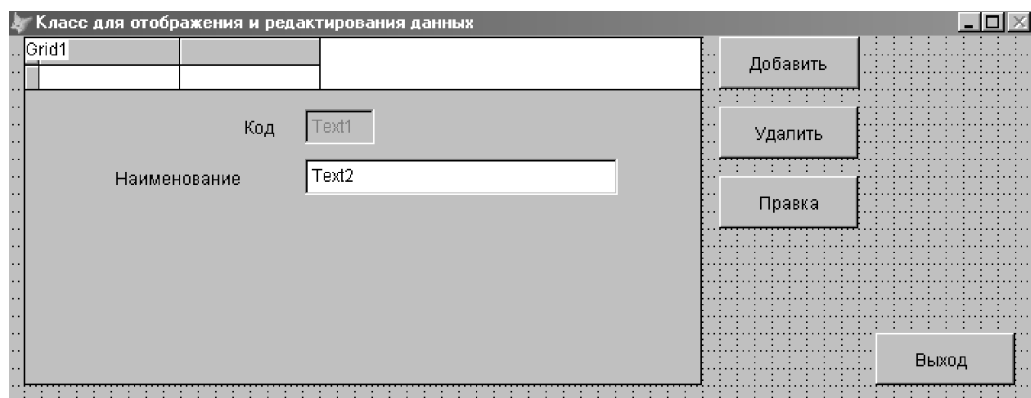 Класс для отображения и редактирования данных
Grid1
Добавить
Код
Text1
Удалить
Наименование
Text2
Правка
Выход